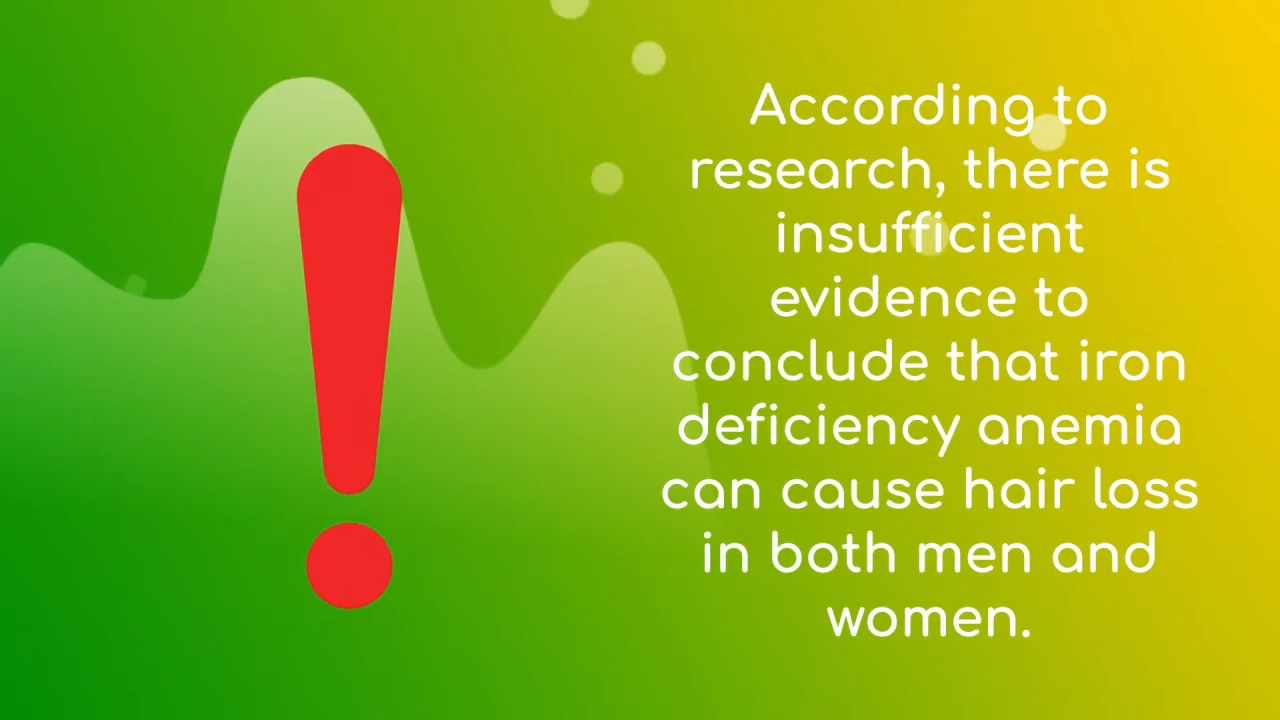 According to
research, there is
insufficient
evidence to
conclude that iron
deficiency anemia
can cause hair loss
in both men and
women.